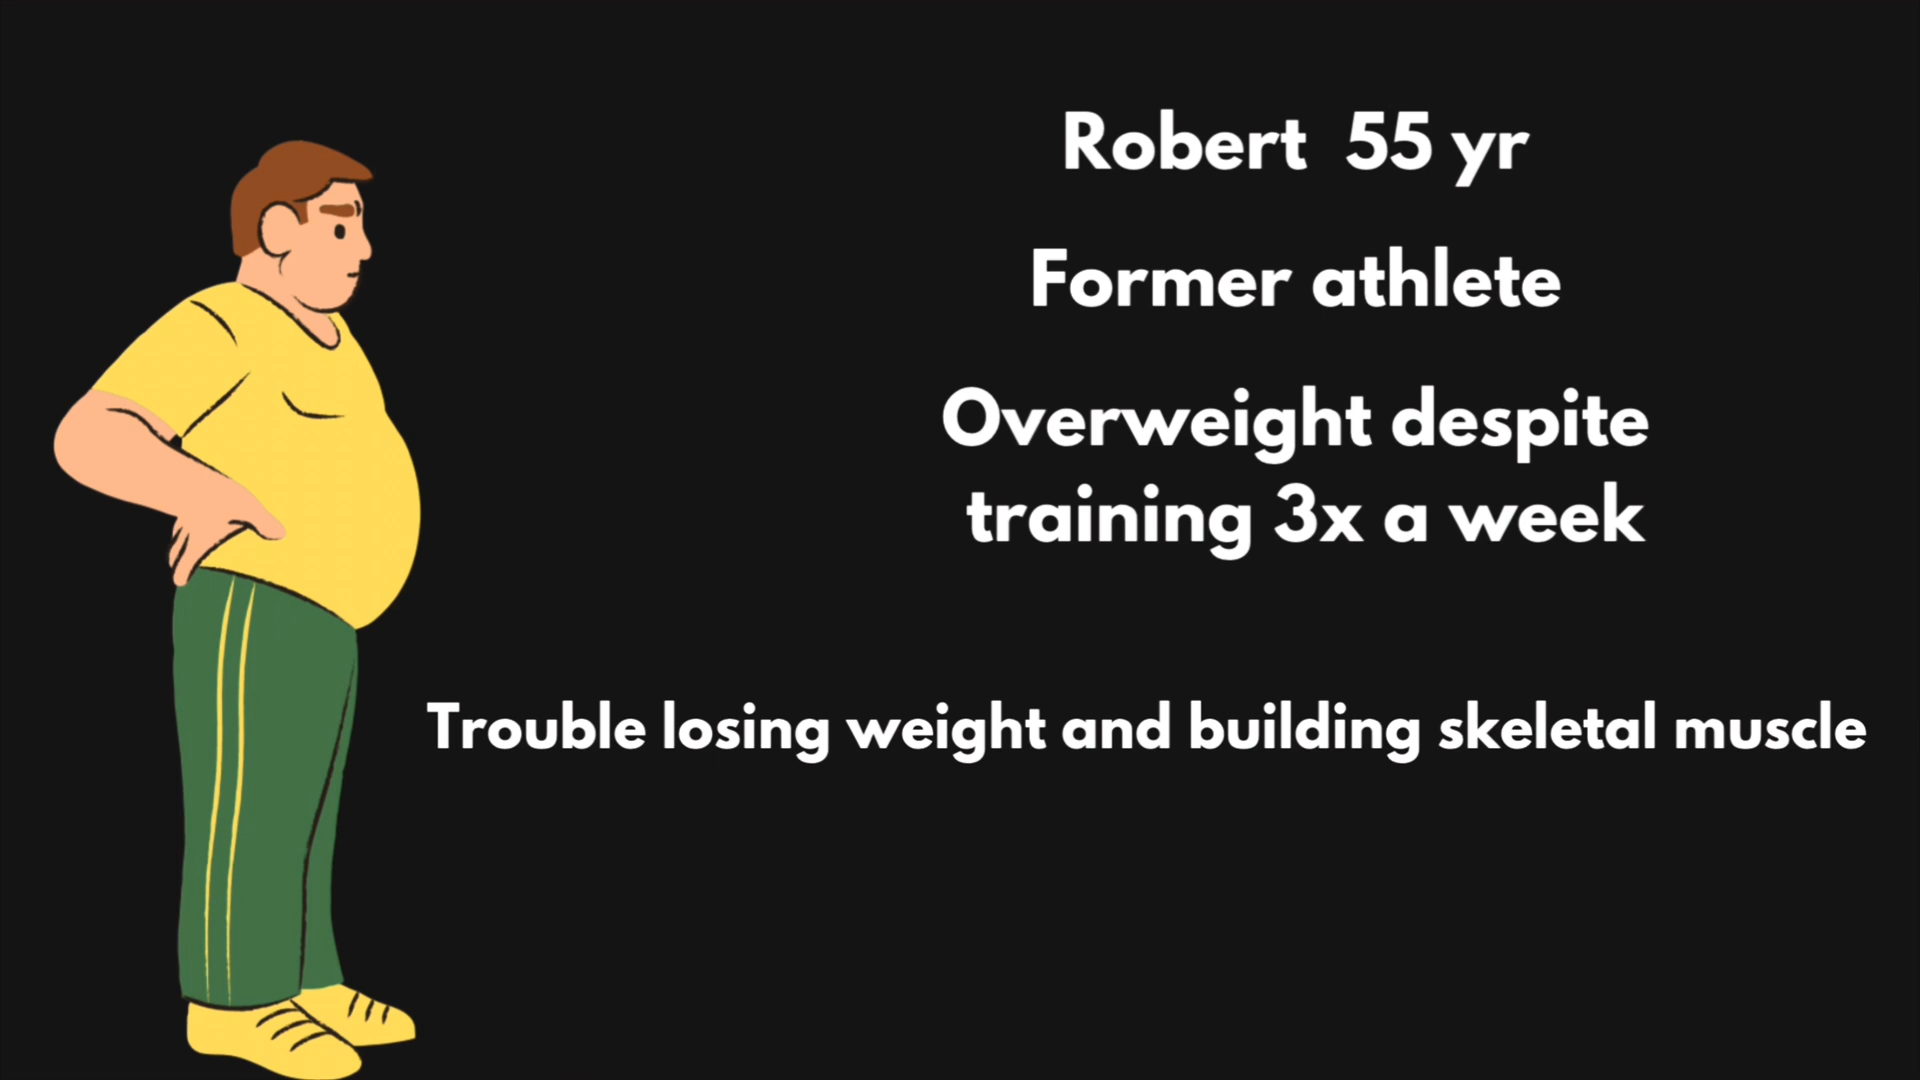 Robert 55 yr
Former athlete
Overweight despite
training 3x a week
Trouble losing weight and building skeletal muscle